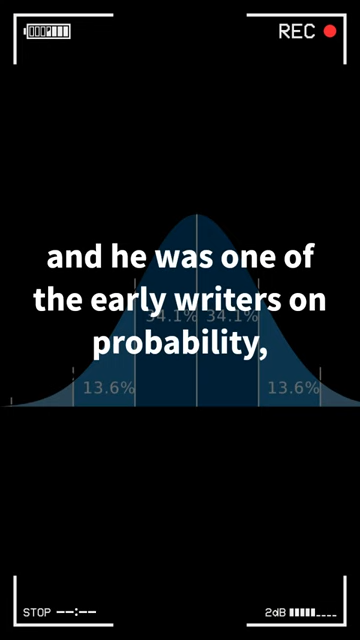 REC
and he was one of
the early writers on
34.1% 34.1%
probability,
13.6% 13.6%
STOP --:--
2dB